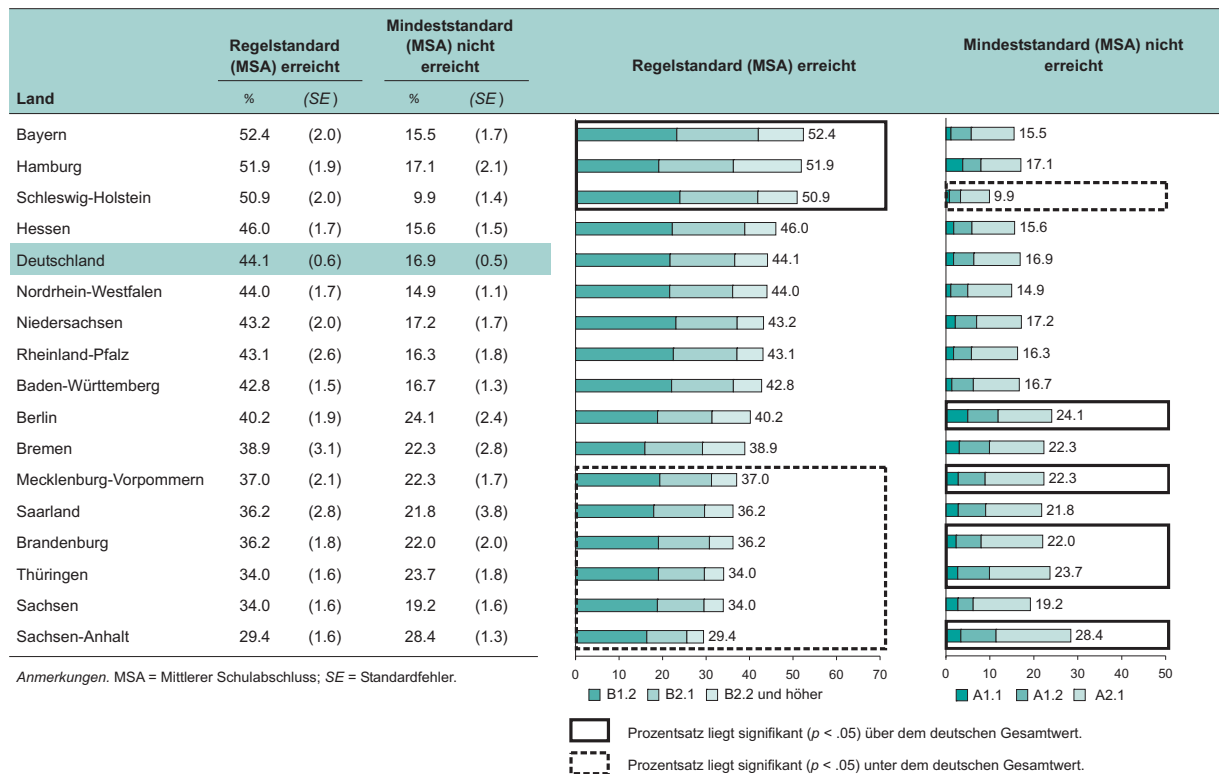 Land
Regelstandard (MSA) erreicht
% (SE)
Mindeststandard (MSA) nicht erreicht
% (SE)
Regelstandard (MSA) erreicht
Mindeststandard (MSA) nicht erreicht
Bayern 52.4 (2.0) 15.5 (1.7) 52.4 15.5
Hamburg 51.9 (1.9) 17.1 (2.1) 51.9 17.1
Schleswig-Holstein 50.9 (2.0) 9.9 (1.4) 50.9 9.9
Hessen 46.0 (1.7) 15.6 (1.5) 46.0 15.6
Deutschland 44.1 (0.6) 16.9 (0.5) 44.1 16.9
Nordrhein-Westfalen 44.0 (1.7) 14.9 (1.1) 44.0 14.9
Niedersachsen 43.2 (2.0) 17.2 (1.7) 43.2 17.2
Rheinland-Pfalz 43.1 (2.6) 16.3 (1.8) 43.1 16.3
Baden-Württemberg 42.8 (1.5) 16.7 (1.3) 42.8 16.7
Berlin 40.2 (1.9) 24.1 (2.4) 40.2 24.1
Bremen 38.9 (3.1) 22.3 (2.8) 38.9 22.3
Mecklenburg-Vorpommern 37.0 (2.1) 22.3 (1.7) 37.0 22.3
Saarland 36.2 (2.8) 21.8 (3.8) 36.2 21.8
Brandenburg 36.2 (1.8) 22.0 (2.0) 36.2 22.0
Thüringen 34.0 (1.6) 23.7 (1.8) 34.0 23.7
Sachsen 34.0 (1.6) 19.2 (1.6) 34.0 19.2
Sachsen-Anhalt 29.4 (1.6) 28.4 (1.3) 29.4 28.4
0 10 20 30 40 50 60 70
0 10 20 30 40 50
Anmerkungen. MSA = Mittlerer Schulabschluss; SE = Standardfehler.
B1.2 B2.1 B2.2 und höher
A1.1 A1.2 A2.1
Prozentsatz liegt signifikant (p < .05) über dem deutschen Gesamtwert.
Prozentsatz liegt signifikant (p < .05) unter dem deutschen Gesamtwert.